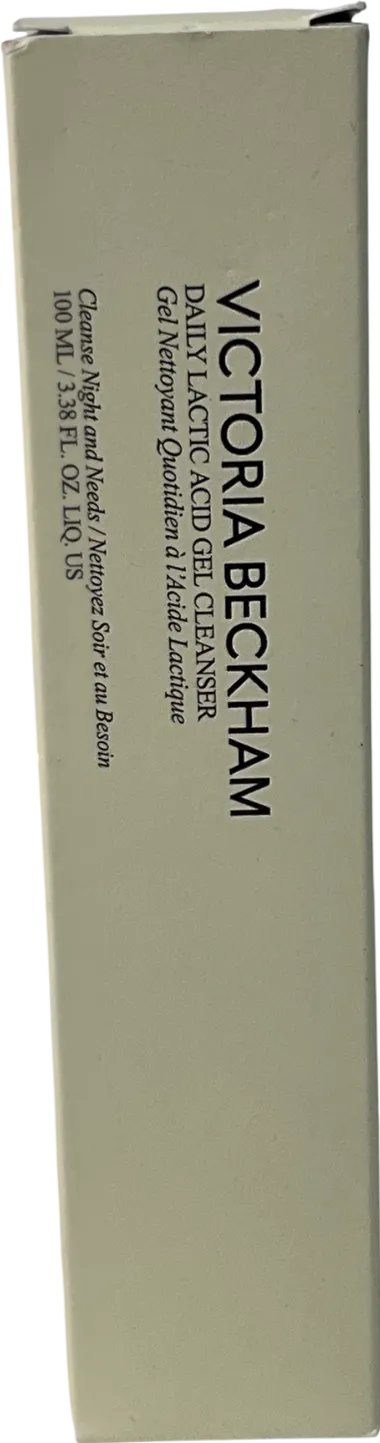 VICTORIA BECKHAM
DAILY LACTIC ACID GEL CLEANSER
Gel Nettoyant Quotidien à l'Acide Lactique
Cleanse Night and Needs / Nettoyez Soir et au Besoin
100 ML / 3.38 FL. OZ. LIQ. US